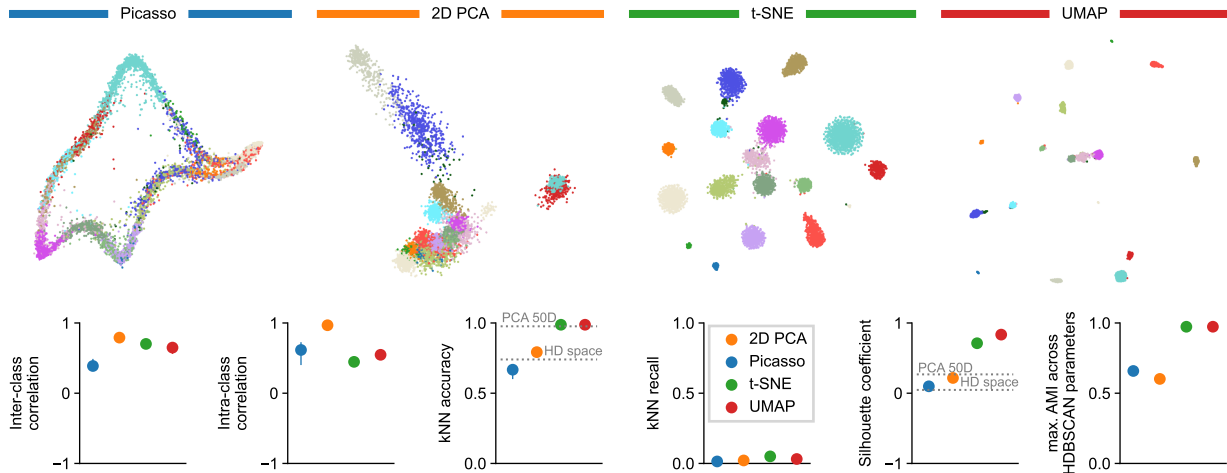 Picasso
2D PCA
t-SNE
UMAP
Inter-class
correlation
1
0
−1
Intra-class
correlation
1
0
−1
kNN accuracy
1.0
0.5
0.0
PCA 50D
HD space
kNN recall
1.0
0.5
0.0
2D PCA
Picasso
t-SNE
UMAP
Silhouette coefficient
1
0
−1
PCA 50D
HD space
max. AMI across
HDBSCAN parameters
1.0
0.5
0.0